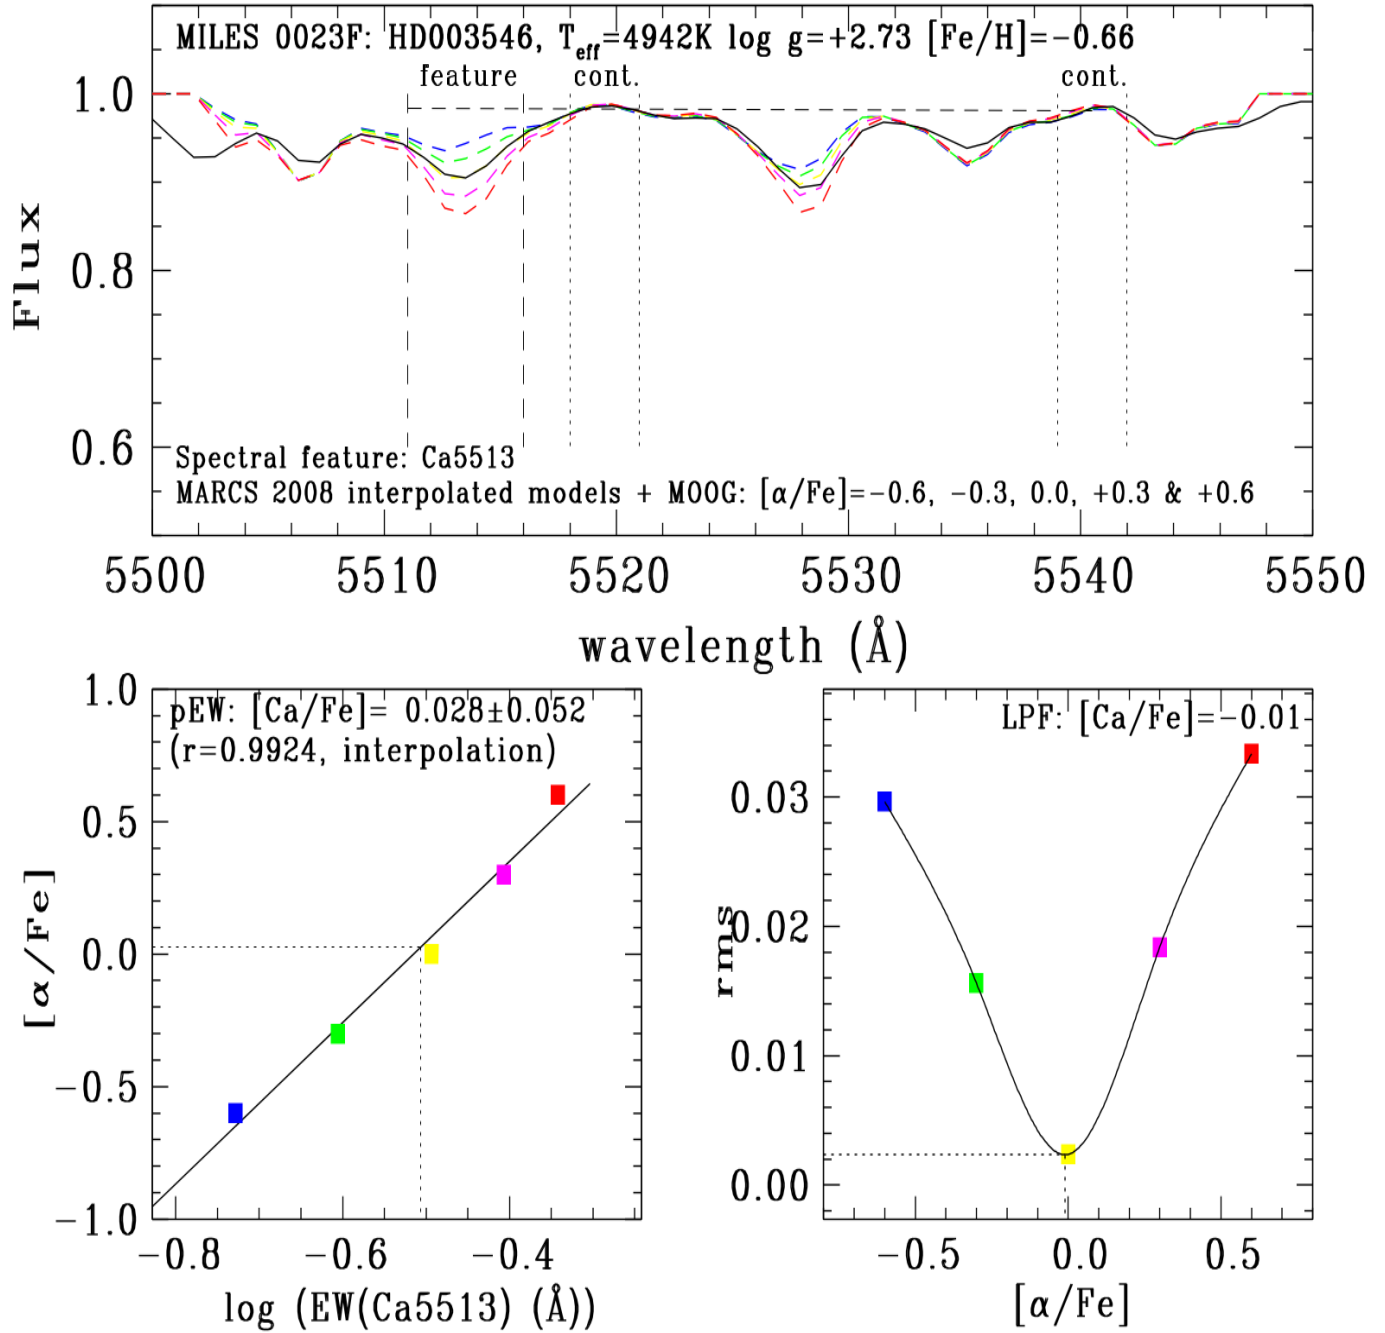 MILES 0023F: HD003546, Teff=4942K log g=+2.73 [Fe/H]=−0.66
feature cont. cont.
1.0
0.8
0.6
Flux
Spectral feature: Ca5513
MARCS 2008 interpolated models + MOOG: [α/Fe]=−0.6, −0.3, 0.0, +0.3 & +0.6
5500 5510 5520 5530 5540 5550
wavelength (Å)
pEW: [Ca/Fe]= 0.028±0.052
(r=0.9924, interpolation)
1.0
0.5
0.0
−0.5
−1.0
[α/Fe]
−0.8 −0.6 −0.4
log (EW(Ca5513) (Å))
LPF: [Ca/Fe]=−0.01
0.03
0.02
0.01
0.00
rms
−0.5 0.0 0.5
[α/Fe]